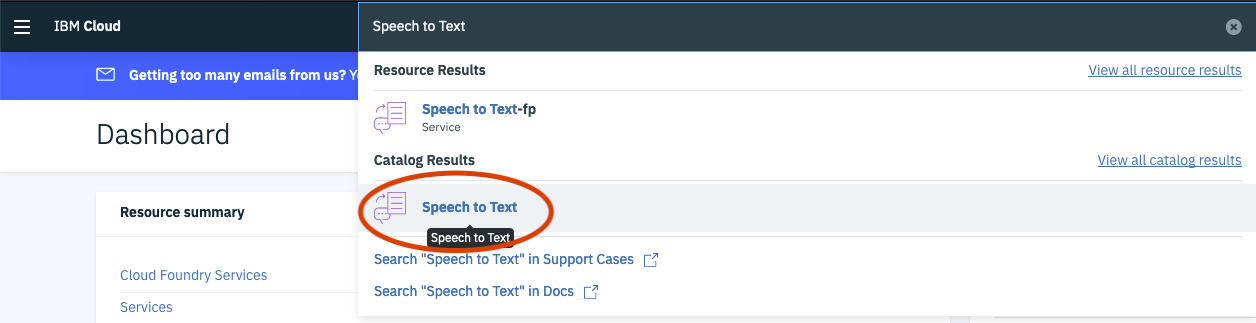 IBM Cloud
Speech to Text
Getting too many emails from us?
Resource Results
View all resource results
Speech to Text-fp
Service
Dashboard
Catalog Results
View all catalog results
Resource summary
Speech to Text
Speech to Text
Search "Speech to Text" in Support Cases
Cloud Foundry Services
Search "Speech to Text" in Docs
Services